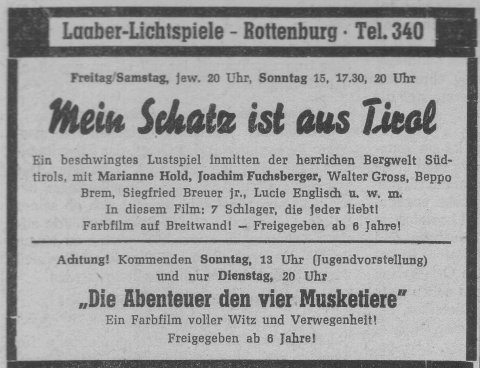 Laaber-Lichtspiele - Rottenburg · Tel. 340
Freitag/Samstag, jew. 20 Uhr, Sonntag 15, 17.30, 20 Uhr
Mein Schatz ist aus Tirol
Ein beschwingtes Lustspiel inmitten der herrlichen Bergwelt Süd-
tirols, mit Marianne Hold, Joachim Fuchsberger, Walter Gross, Beppo
Brem, Siegfried Breuer jr., Lucie Englisch u. w. m.
In diesem Film: 7 Schlager, die jeder liebt!
Farbfilm auf Breitwand! - Freigegeben ab 6 Jahre!
Achtung! Kommenden Sonntag, 13 Uhr (Jugendvorstellung)
und nur Dienstag, 20 Uhr
„Die Abenteuer den vier Musketiere"
Ein Farbfilm voller Witz und Verwegenheit!
Freigegeben ab 6 Jahre!